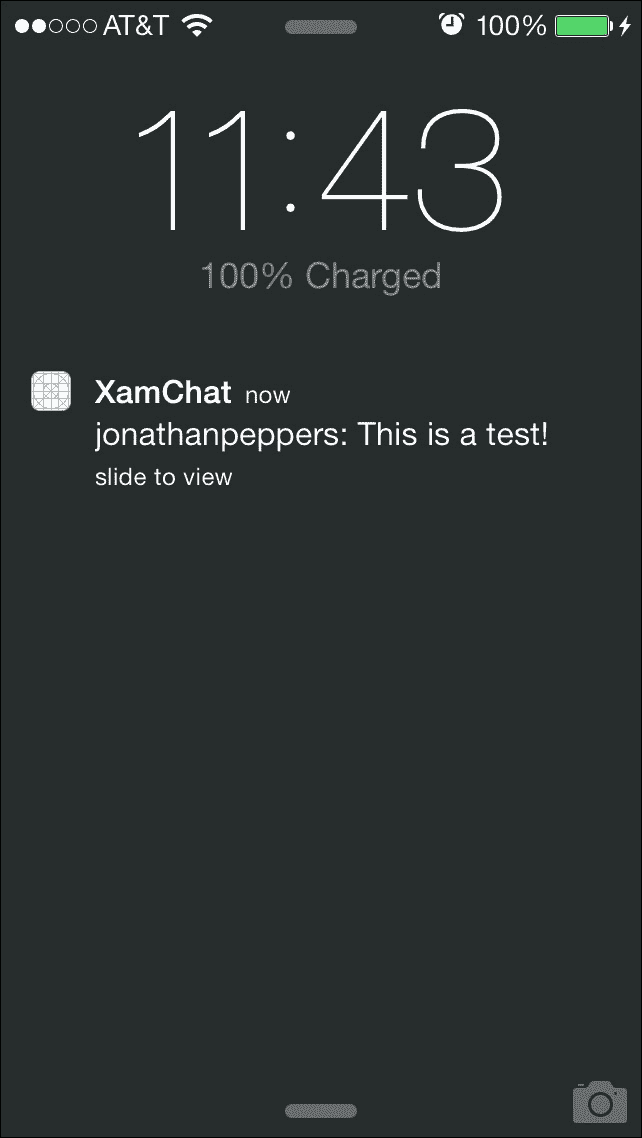 AT&T 100%
11:43
100% Charged
XamChat now
jonathanpeppers: This is a test!
slide to view